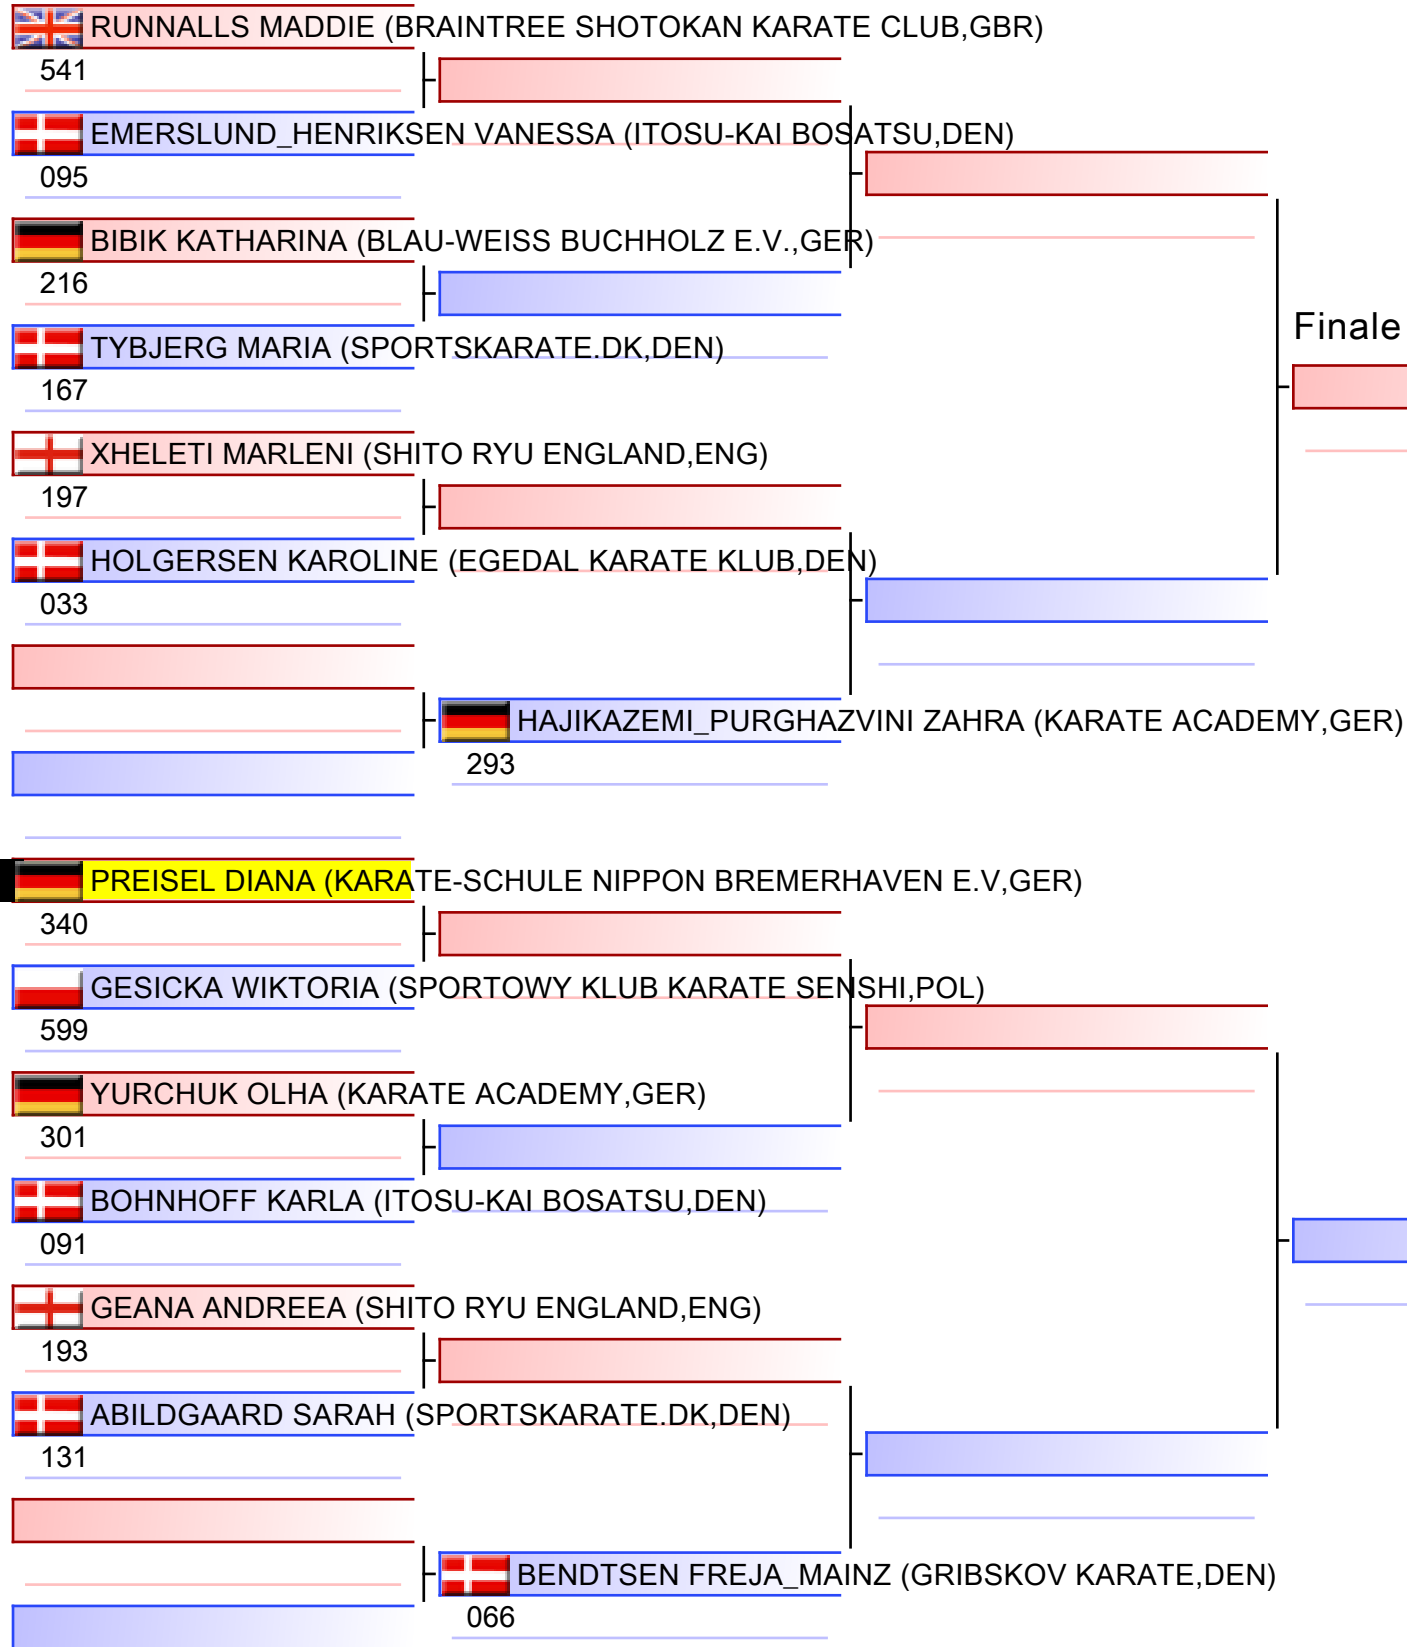 RUNNALLS MADDIE (BRAINTREE SHOTOKAN KARATE CLUB,GBR)
541
EMERSLUND_HENRIKSEN VANESSA (ITOSU-KAI BOSATSU,DEN)
095
BIBIK KATHARINA (BLAU-WEISS BUCHHOLZ E.V.,GER)
216
Finale
TYBJERG MARIA (SPORTSKARATE.DK,DEN)
167
XHELETI MARLENI (SHITO RYU ENGLAND,ENG)
197
HOLGERSEN KAROLINE (EGEDAL KARATE KLUB,DEN)
033
HAJIKAZEMI_PURGHAZVINI ZAHRA (KARATE ACADEMY,GER)
293
PREISEL DIANA (KARATE-SCHULE NIPPON BREMERHAVEN E.V,GER)
340
GESICKA WIKTORIA (SPORTOWY KLUB KARATE SENSHI,POL)
599
YURCHUK OLHA (KARATE ACADEMY,GER)
301
BOHNHOFF KARLA (ITOSU-KAI BOSATSU,DEN)
091
GEANA ANDREEA (SHITO RYU ENGLAND,ENG)
193
ABILDGAARD SARAH (SPORTSKARATE.DK,DEN)
131
BENDTSEN FREJA_MAINZ (GRIBSKOV KARATE,DEN)
066